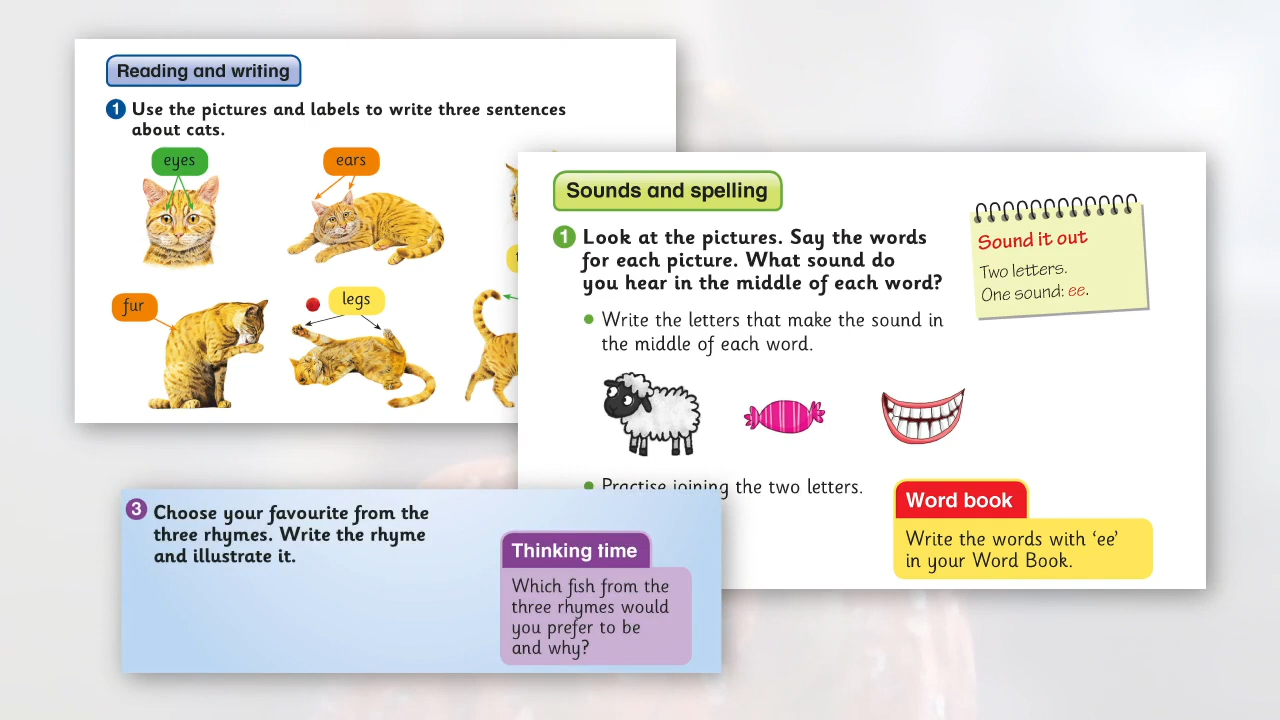 Reading and writing
1 Use the pictures and labels to write three sentences
about cats.
eyes
ears
fur
legs
Sounds and spelling
1 Look at the pictures. Say the words
for each picture. What sound do
you hear in the middle of each word?
• Write the letters that make the sound in
the middle of each word.
Sound it out
Two letters.
One sound: ee.
• Practise joining the two letters.
Word book
Write the words with ‘ee’
in your Word Book.
3 Choose your favourite from the
three rhymes. Write the rhyme
and illustrate it.
Thinking time
Which fish from the
three rhymes would
you prefer to be
and why?